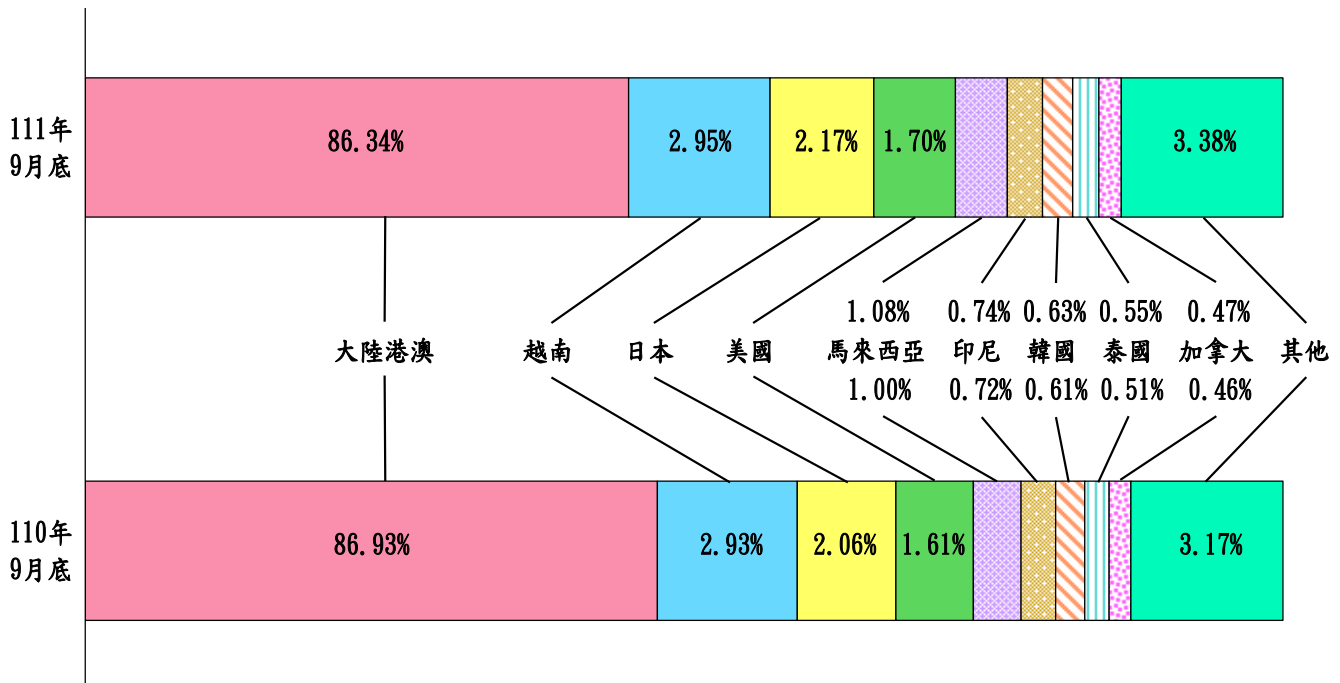 111年
9月底
86.34%
2.95%
2.17%
1.70%
3.38%
1.08%
0.74%
0.63%
0.55%
0.47%
大陸港澳
越南
日本
美國
馬來西亞
印尼
韓國
泰國
加拿大
其他
1.00%
0.72%
0.61%
0.51%
0.46%
110年
9月底
86.93%
2.93%
2.06%
1.61%
3.17%